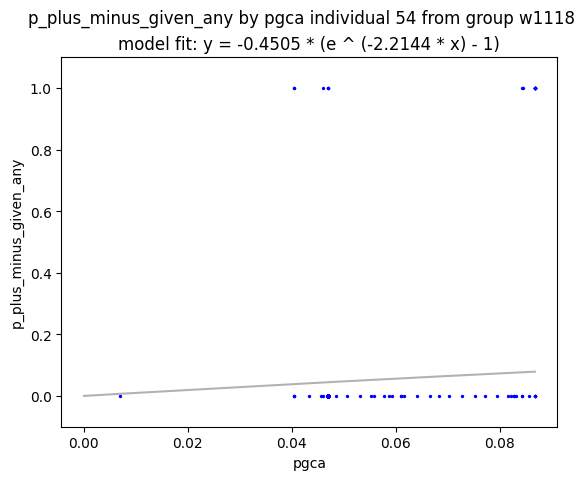 p_plus_minus_given_any by pgca individual 54 from group w1118
model fit: y = -0.4505 * (e ^ (-2.2144 * x) - 1)
1.0
0.8
0.6
0.4
0.2
0.0
p_plus_minus_given_any
0.00 0.02 0.04 0.06 0.08
pgca